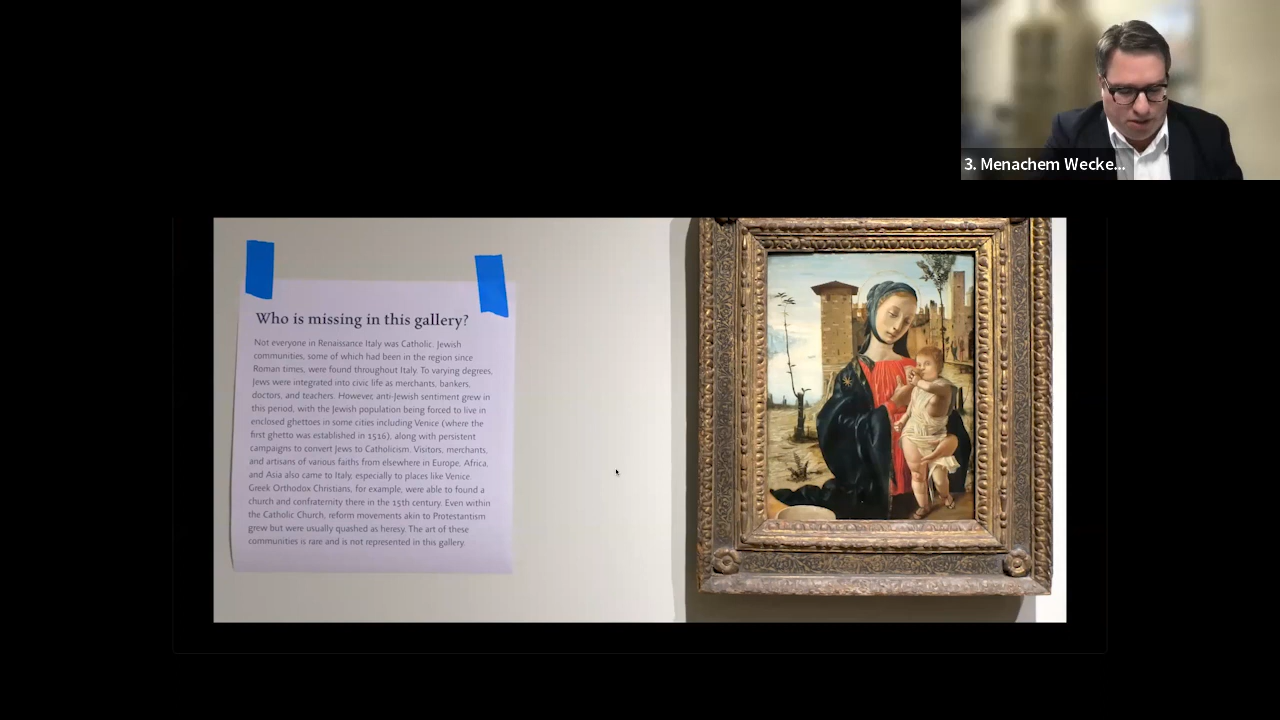 3. Menachem Wecke...
Who is missing in this gallery?
Not everyone in Renaissance Italy was Catholic. Jewish
communities, some of which had been in the region since
Roman times, were found throughout Italy. To varying degrees,
Jews were integrated into civic life as merchants, bankers,
doctors, and teachers. However, anti-Jewish sentiment grew in
this period, with the Jewish population being forced to live in
enclosed ghettoes in some cities including Venice (where the
first ghetto was established in 1516), along with persistent
campaigns to convert Jews to Catholicism. Visitors, merchants,
and artisans of various faiths from elsewhere in Europe, Africa,
and Asia also came to Italy, especially to places like Venice.
Greek Orthodox Christians, for example, were able to found a
church and confraternity there in the 15th century. Even within
the Catholic Church, reform movements akin to Protestantism
grew but were usually quashed as heresy. The art of these
communities is rare and is not represented in this gallery.